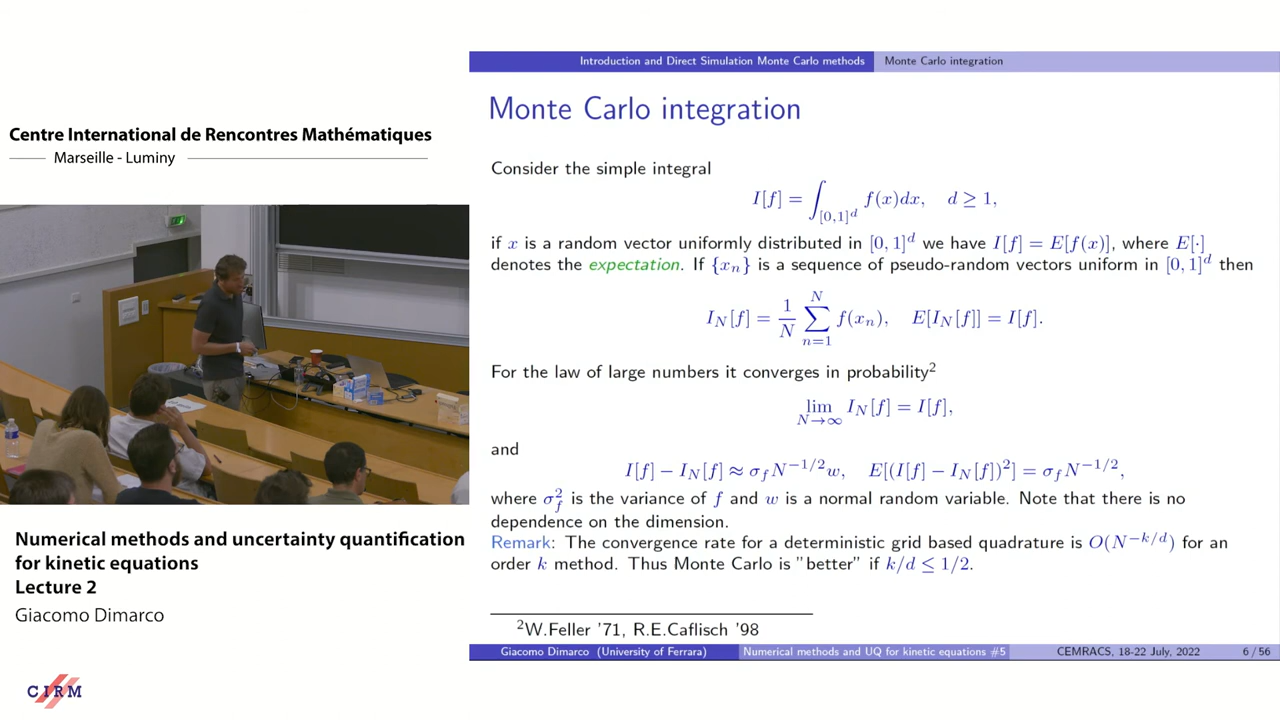 Centre International de Rencontres Mathématiques
Marseille - Luminy
Numerical methods and uncertainty quantification
for kinetic equations
Lecture 2
Giacomo Dimarco
CIRM
Introduction and Direct Simulation Monte Carlo methods Monte Carlo integration
Monte Carlo integration
Consider the simple integral
I[f] = ∫_{[0,1]^d} f(x)dx, d ≥ 1,
if x is a random vector uniformly distributed in [0,1]^d we have I[f] = E[f(x)], where E[·]
denotes the expectation. If {x_n} is a sequence of pseudo-random vectors uniform in [0,1]^d then
I_N[f] = 1/N ∑_{n=1}^{N} f(x_n), E[I_N[f]] = I[f].
For the law of large numbers it converges in probability²
lim_{N→∞} I_N[f] = I[f],
and
I[f] − I_N[f] ≈ σ_f N^{−1/2} w, E[(I[f] − I_N[f])²] = σ_f N^{−1/2},
where σ_f² is the variance of f and w is a normal random variable. Note that there is no
dependence on the dimension.
Remark: The convergence rate for a deterministic grid based quadrature is O(N^{−k/d}) for an
order k method. Thus Monte Carlo is "better" if k/d ≤ 1/2.
²W.Feller '71, R.E.Caflisch '98
Giacomo Dimarco (University of Ferrara) Numerical methods and UQ for kinetic equations #5 CEMRACS, 18-22 July, 2022 6 / 56